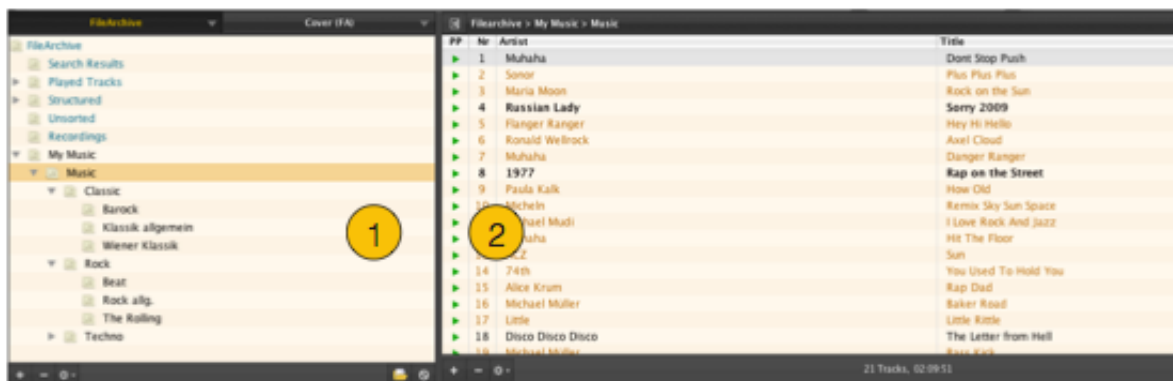 FileArchive
Cover (FA)
FileArchive
Search Results
Played Tracks
Structured
Unsorted
Recordings
My Music
Music
Classic
Barock
Klassik allgemein
Wiener Klassik
Rock
Beat
Rock allg.
The Rolling
Techno
1
Filearchive > My Music > Music
PP Nr Artist Title
1 Muhaha Dont Stop Push
2 Sonor Plus Plus Plus
3 Maria Moon Rock on the Sun
4 Russian Lady Sorry 2009
5 Flanger Ranger Hey Hi Hello
6 Ronald Wellrock Axel Cloud
7 Muhaha Danger Ranger
8 1977 Rap on the Street
9 Paula Kalk How Old
Remix Sky Sun Space
Mudi I Love Rock And Jazz
Hit The Floor
Sun
2
14 74th You Used To Hold You
15 Alice Krum Rap Dad
16 Michael Müller Baker Road
17 Little Little Rittle
18 Disco Disco Disco The Letter from Hell
19 Michael Müller
21 Tracks, 02:09:51